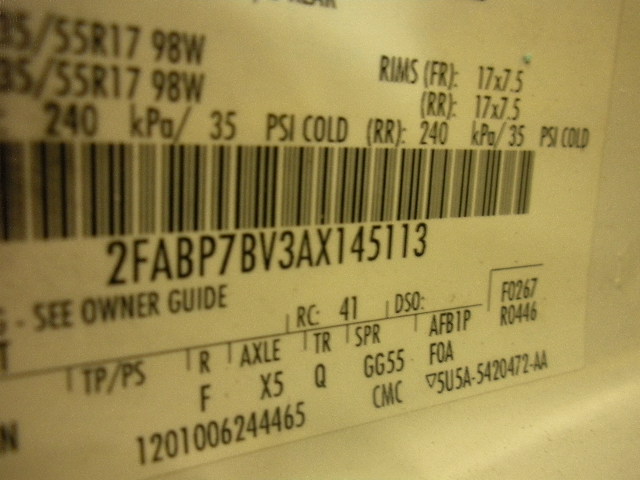 35/55R17 98W
35/55R17 98W
RIMS (FR): 17x7.5
(RR): 17x7.5
240 kPa/ 35 PSI COLD (RR): 240 kPa/ 35 PSI COLD
2FABP7BV3AX145113
- SEE OWNER GUIDE
RC: 41 DSO:
F0267
R0446
T TP/PS R AXLE TR SPR AFB1P
F X5 Q GG55 F0A
N CMC ▽5U5A-5420472-AA
1201006244465